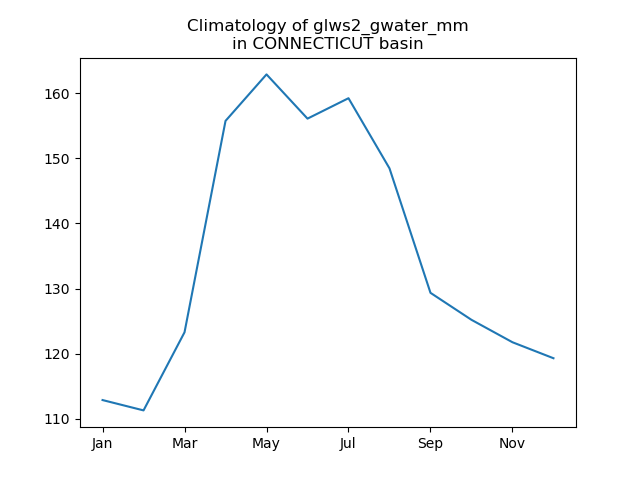 Climatology of glws2_gwater_mm
in CONNECTICUT basin
160
150
140
130
120
110
Jan
Mar
May
Jul
Sep
Nov